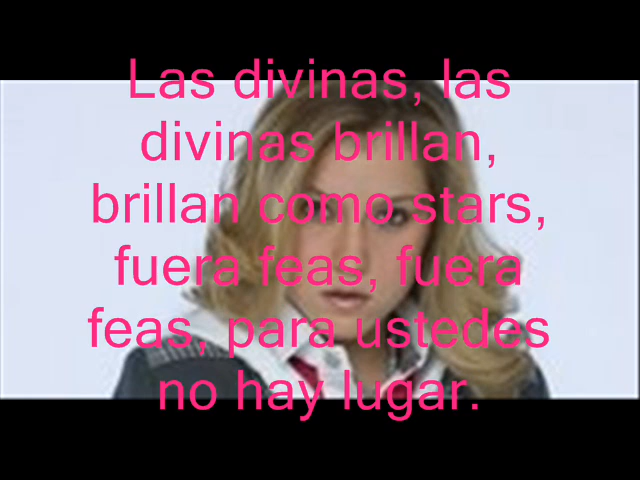 Las divinas, las
divinas brillan,
brillan como stars,
fuera feas, fuera
feas, para ustedes
no hay lugar.